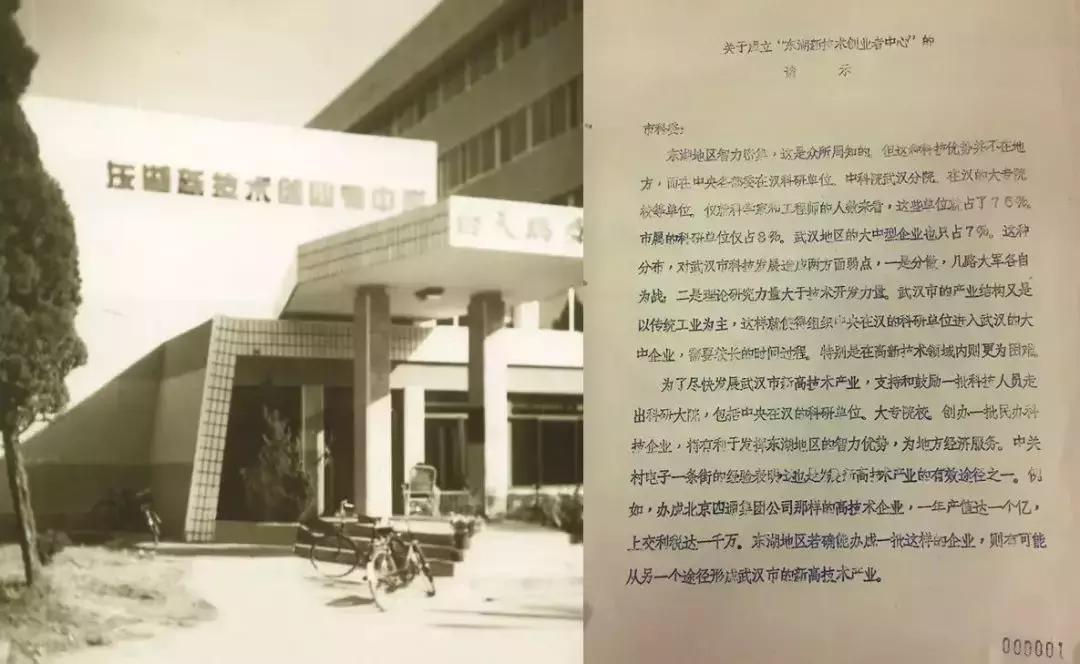 东湖新技术创业者中心
关于成立“东湖新技术创业者中心”的
请 示
市科委：
东湖地区智力密集，这是众所周知的。但这种科技优势并不在地
方，而在中央各部委在汉科研单位、中科院武汉分院、在汉的大专院
校等单位。仅按科学家和工程师的人数来看，这些单位就占了76%。
市属的科研单位仅占8%。武汉地区的大中型企业也只占7%。这种
分布，对武汉市科技发展造成两方面弱点，一是分散，几路大军各自
为战；二是理论研究力量大于技术开发力量。武汉市的产业结构又是
以传统工业为主，这样就使得组织中央在汉的科研单位进入武汉的大
中企业，需要较长的时间过程。特别是在高新技术领域内则更为困难。
为了尽快发展武汉市新高技术产业，支持和鼓励一批科技人员走
出科研大院，包括中央在汉的科研单位、大专院校。创办一批民办科
技企业，将有利于发挥东湖地区的智力优势，为地方经济服务。中关
村电子一条街的经验表明这也是发展新高技术产业的有效途径之一。例
如，办成北京四通集团公司那样的高技术企业，一年产值达一个亿，
上交利税达一千万。东湖地区若确能办成一批这样的企业，则有可能
从另一个途径形成武汉市的新高技术产业。
000001